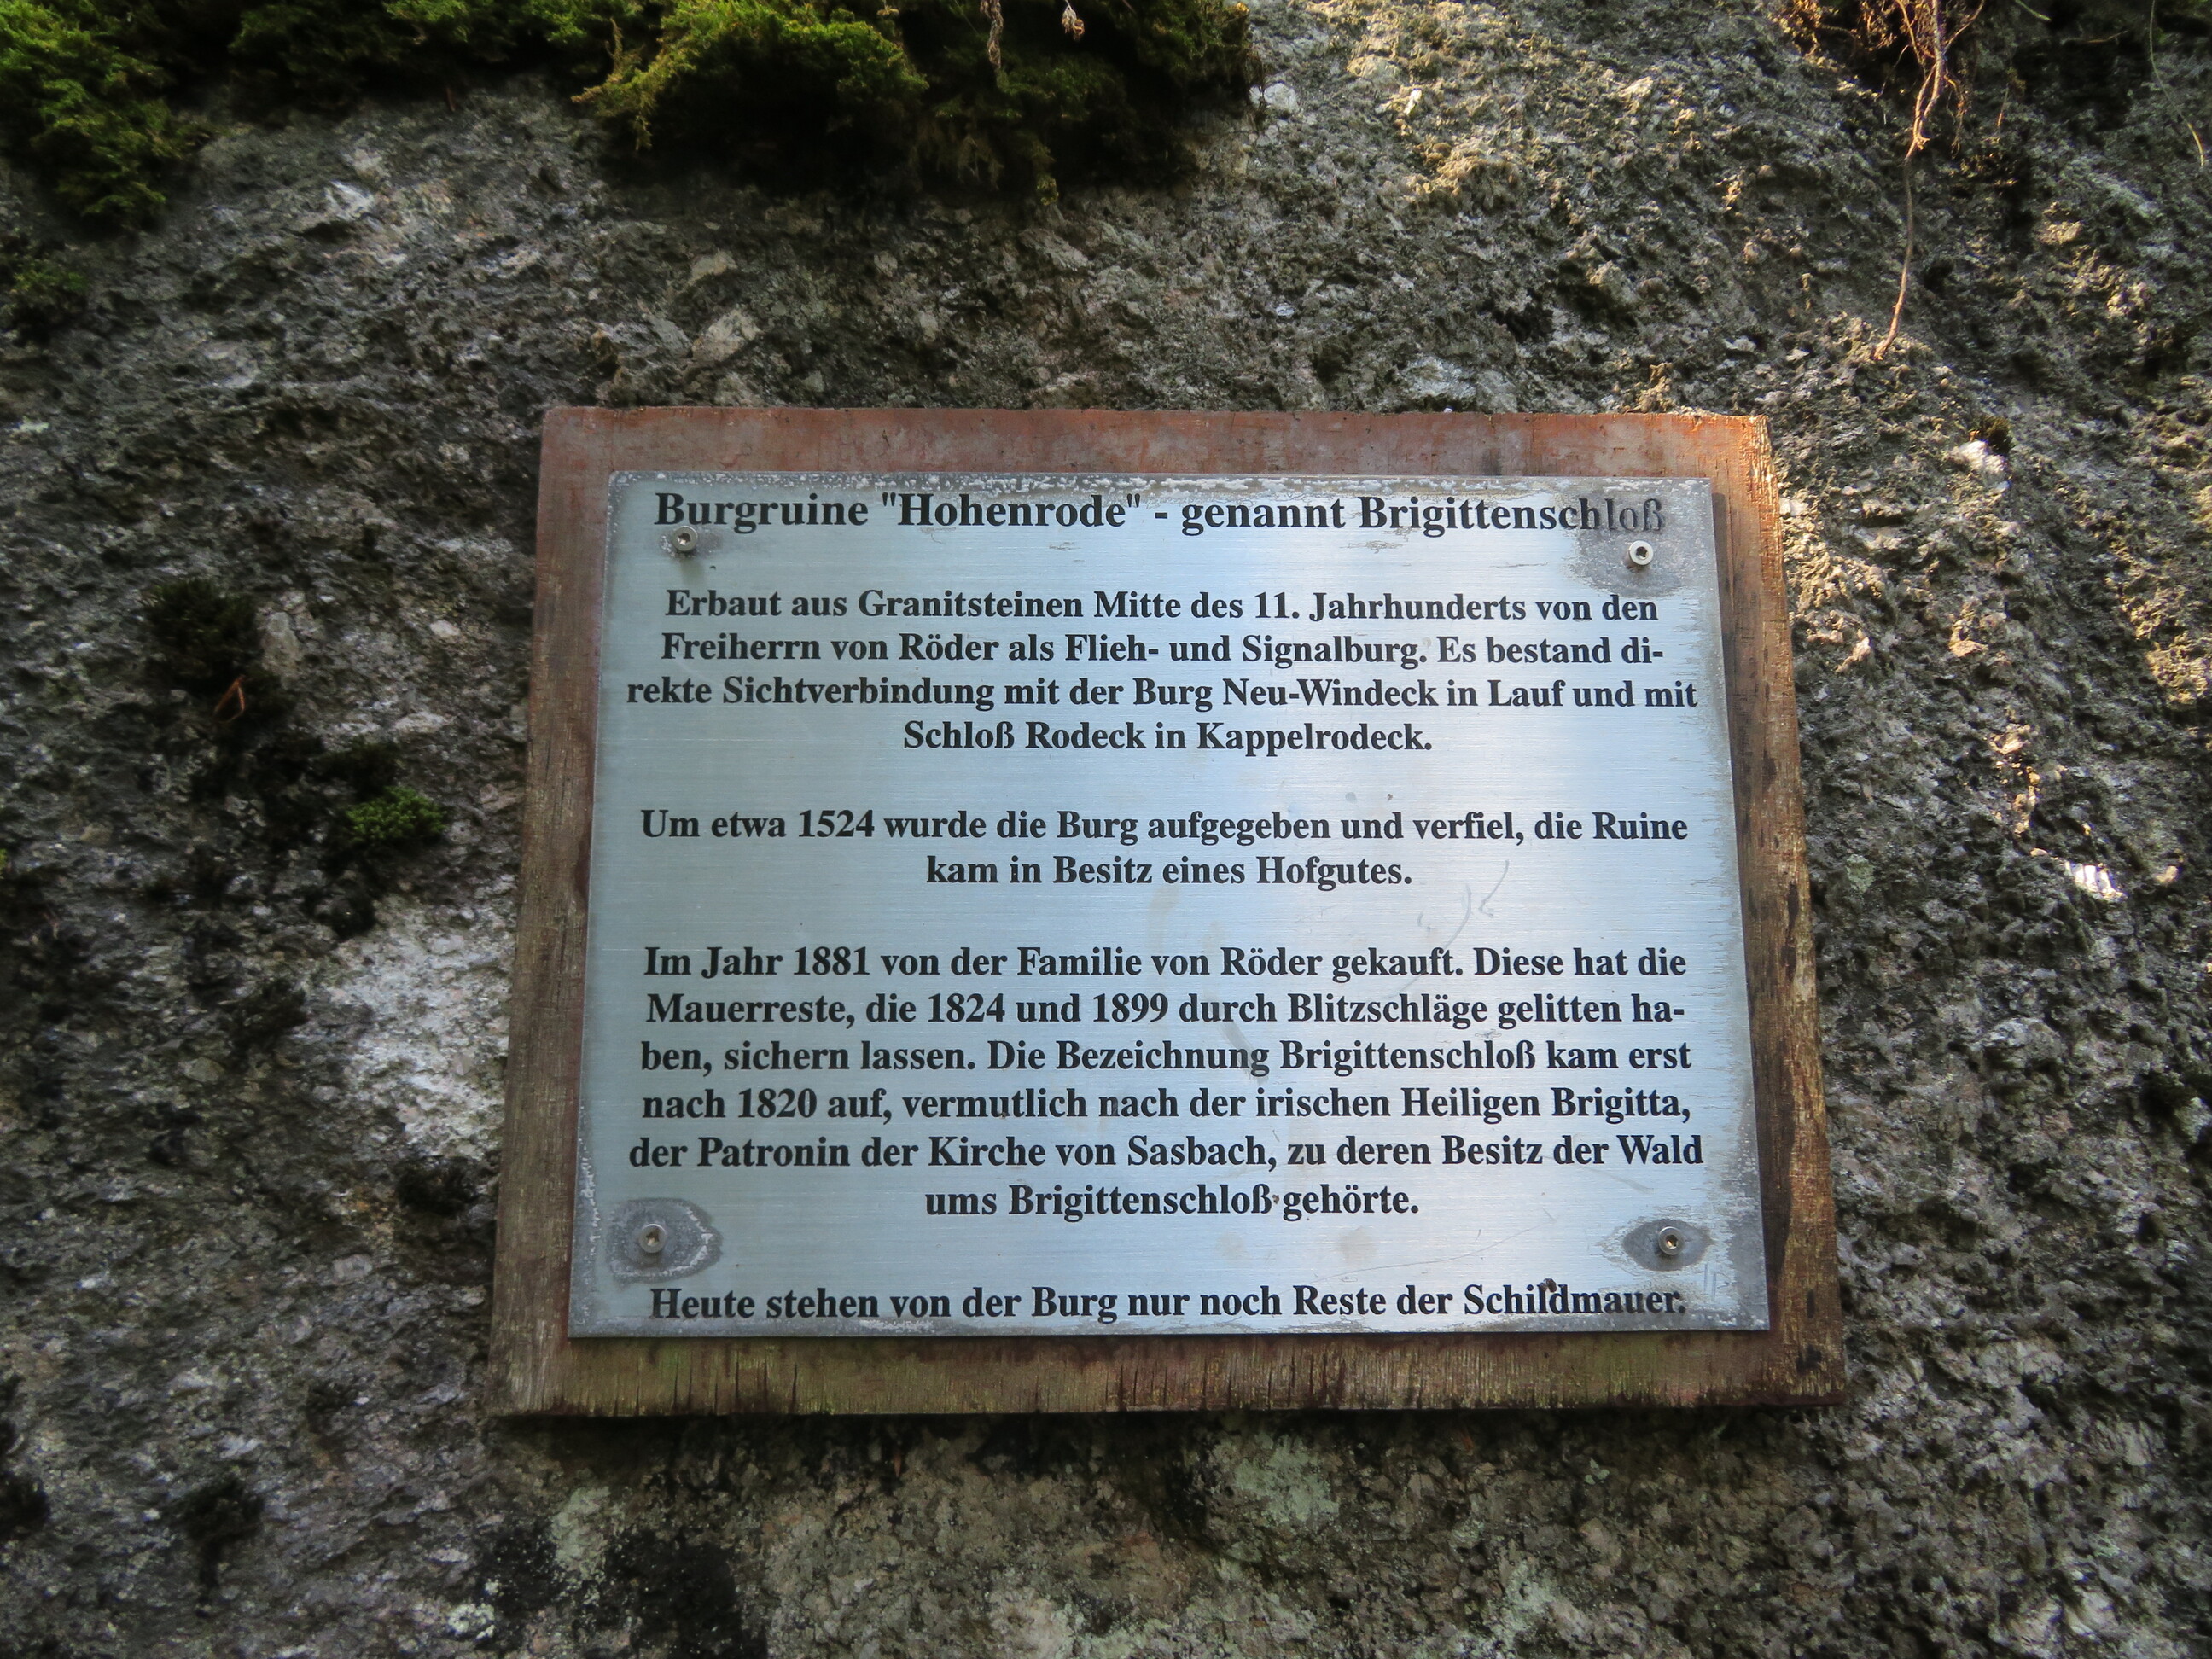 Burgruine "Hohenrode" - genannt Brigittenschloß
Erbaut aus Granitsteinen Mitte des 11. Jahrhunderts von den
Freiherrn von Röder als Flieh- und Signalburg. Es bestand di-
rekte Sichtverbindung mit der Burg Neu-Windeck in Lauf und mit
Schloß Rodeck in Kappelrodeck.
Um etwa 1524 wurde die Burg aufgegeben und verfiel, die Ruine
kam in Besitz eines Hofgutes.
Im Jahr 1881 von der Familie von Röder gekauft. Diese hat die
Mauerreste, die 1824 und 1899 durch Blitzschläge gelitten ha-
ben, sichern lassen. Die Bezeichnung Brigittenschloß kam erst
nach 1820 auf, vermutlich nach der irischen Heiligen Brigitta,
der Patronin der Kirche von Sasbach, zu deren Besitz der Wald
ums Brigittenschloß gehörte.
Heute stehen von der Burg nur noch Reste der Schildmauer.